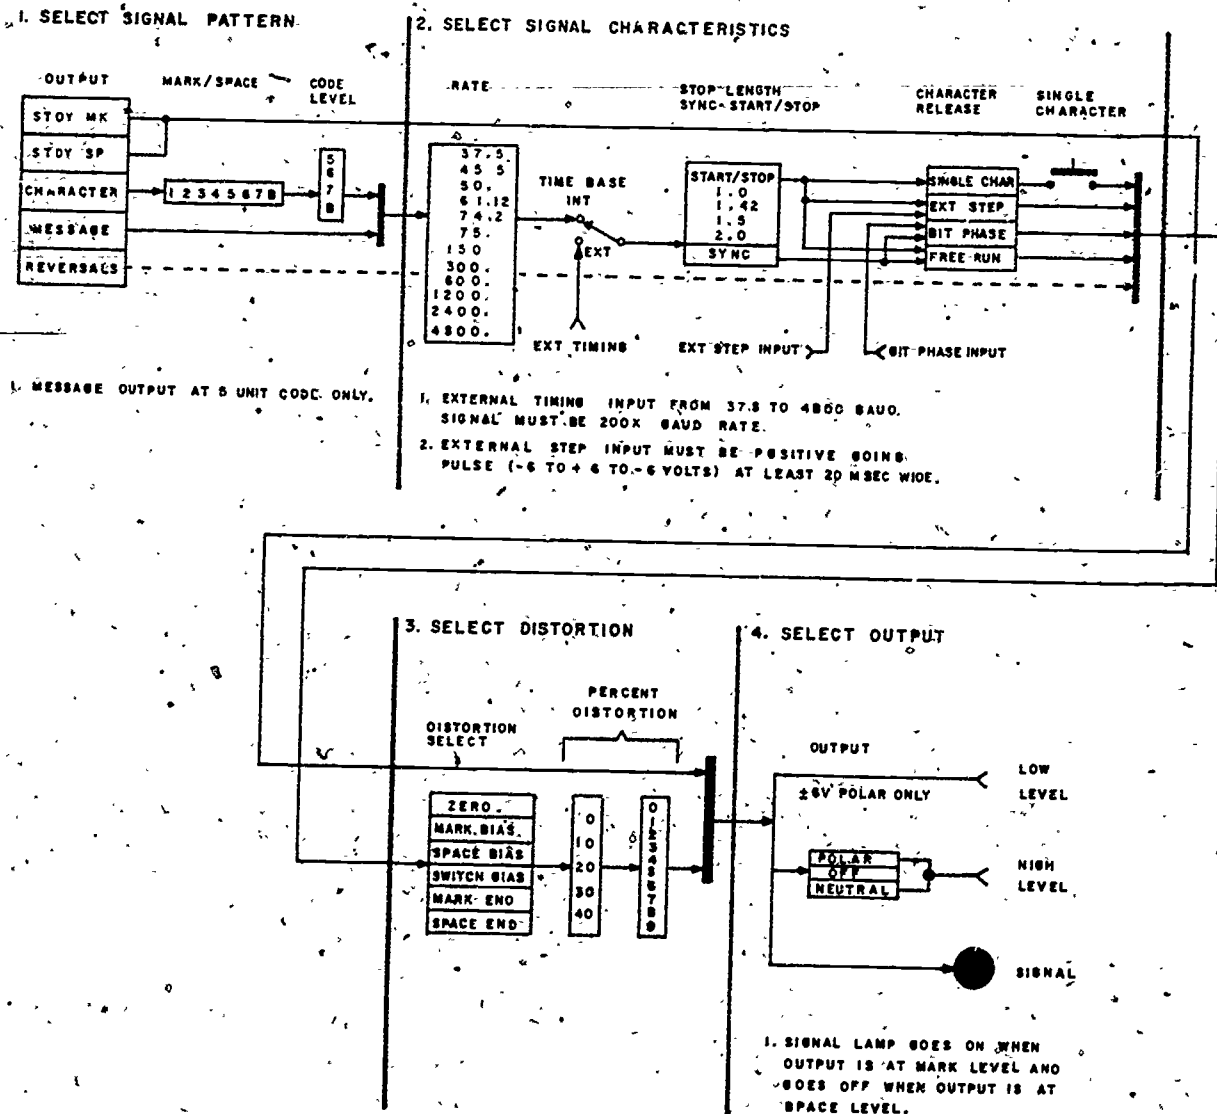 1. SELECT SIGNAL PATTERN
OUTPUT
MARK/SPACE
CODE
LEVEL
STDY MK
STDY SP
CHARACTER
MESSAGE
REVERSALS
1 2 3 4 5 6 7 8
5
6
7
8
1. MESSAGE OUTPUT AT 5 UNIT CODE ONLY.
2. SELECT SIGNAL CHARACTERISTICS
RATE
37.5
45 5
50.
61.12
74.2
75.
150
300.
600.
1200.
2400.
4800.
TIME BASE
INT
EXT
EXT TIMING
STOP LENGTH
SYNC-START/STOP
START/STOP
1.0
1.42
1.5
2.0
SYNC
EXT STEP INPUT
CHARACTER
RELEASE
SINGLE CHAR
EXT STEP
BIT PHASE
FREE-RUN
BIT PHASE INPUT
SINGLE
CHARACTER
1. EXTERNAL TIMING INPUT FROM 37.5 TO 4800 BAUD.
SIGNAL MUST BE 200X BAUD RATE.
2. EXTERNAL STEP INPUT MUST BE POSITIVE GOING
PULSE (-6 TO + 6 TO -6 VOLTS) AT LEAST 20 MSEC WIDE.
3. SELECT DISTORTION
DISTORTION
SELECT
PERCENT
DISTORTION
ZERO
MARK BIAS
SPACE BIAS
SWITCH BIAS
MARK END
SPACE END
0
10
20
30
40
0
1
2
3
4
5
6
7
8
9
4. SELECT OUTPUT
OUTPUT
±6V POLAR ONLY
LOW
LEVEL
POLAR
OFF
NEUTRAL
HIGH
LEVEL
SIGNAL
1. SIGNAL LAMP GOES ON WHEN
OUTPUT IS AT MARK LEVEL AND
GOES OFF WHEN OUTPUT IS AT
SPACE LEVEL.